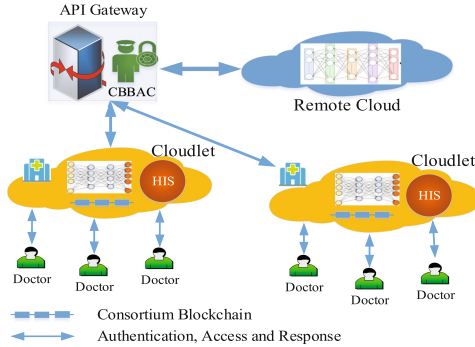 API Gateway
CBBAC
Remote Cloud
Cloudlet
HIS
Cloudlet
HIS
Doctor
Doctor
Doctor
Doctor
Doctor
Doctor
Consortium Blockchain
Authentication, Access and Response